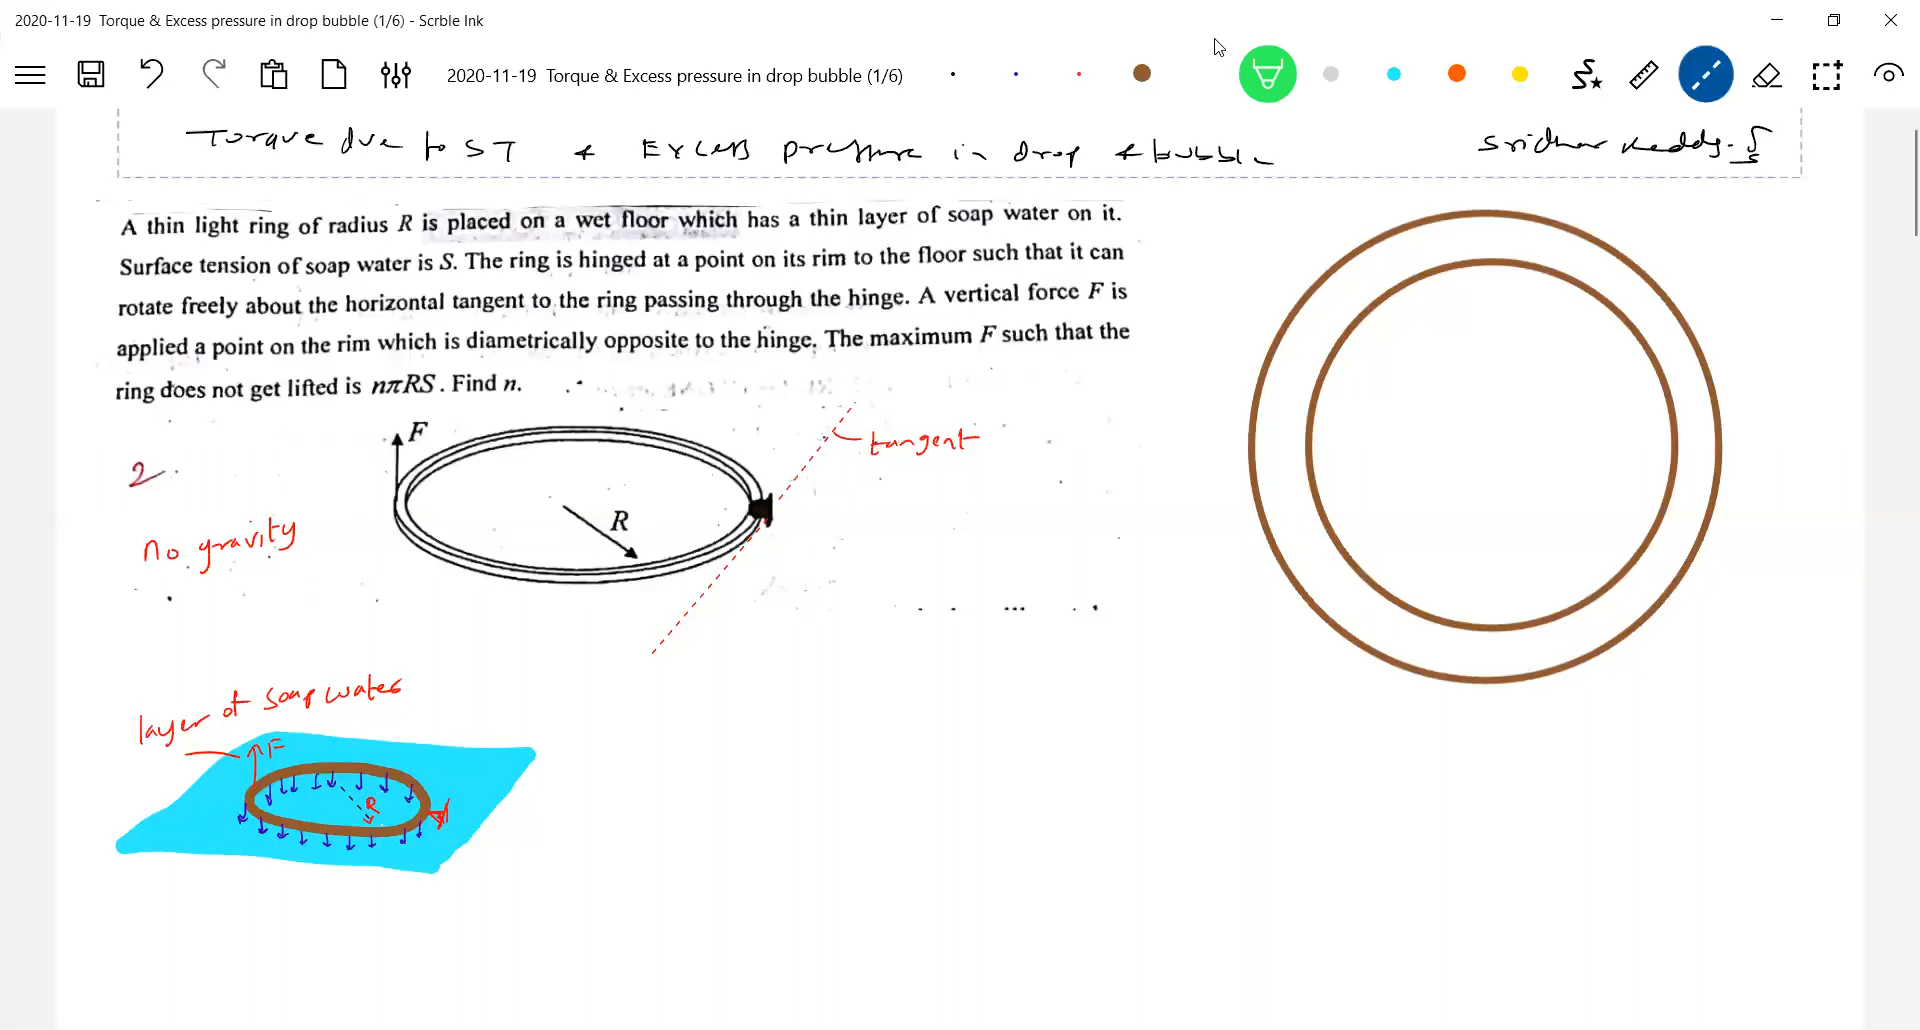 2020-11-19 Torque & Excess pressure in drop bubble (1/6) - Scrble Ink
2020-11-19 Torque & Excess pressure in drop bubble (1/6)
Torque due to ST & Excess pressure in drop & bubble
Sridhar Reddy. S
A thin light ring of radius R is placed on a wet floor which has a thin layer of soap water on it.
Surface tension of soap water is S. The ring is hinged at a point on its rim to the floor such that it can
rotate freely about the horizontal tangent to the ring passing through the hinge. A vertical force F is
applied a point on the rim which is diametrically opposite to the hinge. The maximum F such that the
ring does not get lifted is nπRS. Find n.
F
tangent
2
R
no gravity
layer of soap water
F
R